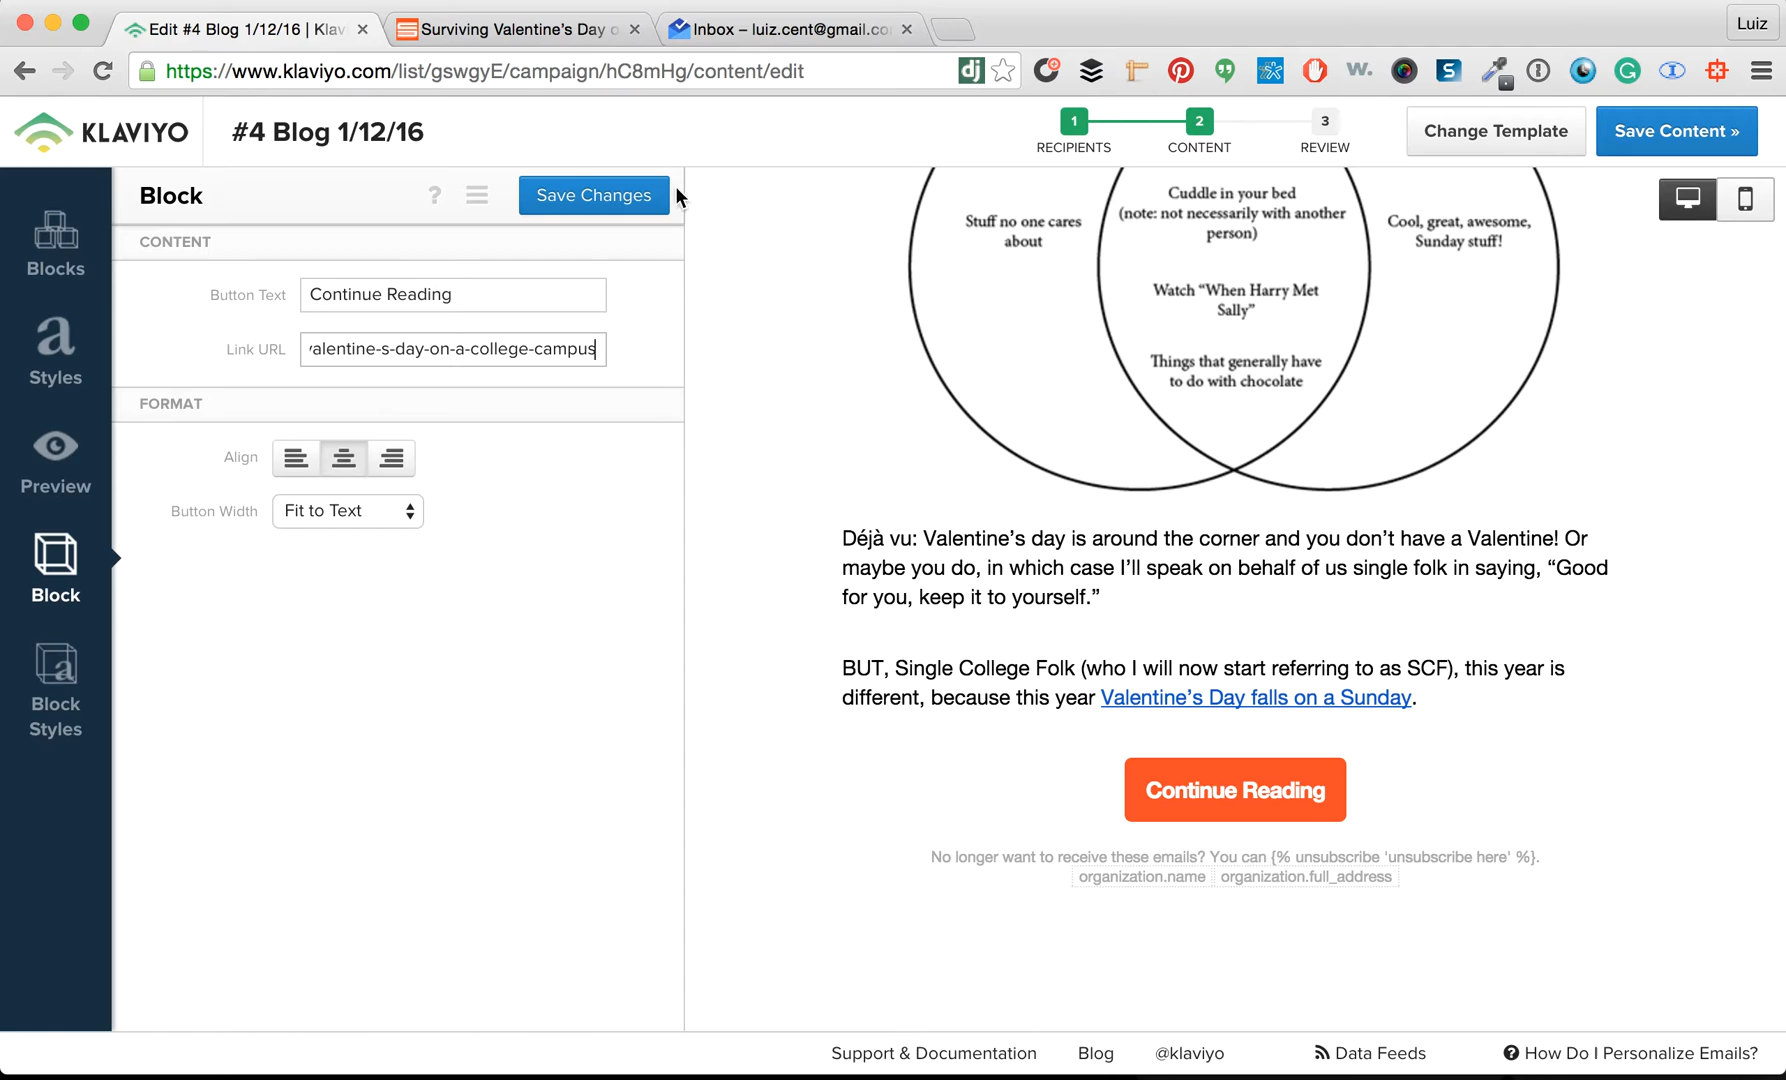 Edit #4 Blog 1/12/16 | Klav
Surviving Valentine's Day o
Inbox – luiz.cent@gmail.co
Luiz
https://www.klaviyo.com/list/gswgyE/campaign/hC8mHg/content/edit
dj
w.
S
KLAVIYO
#4 Blog 1/12/16
1
RECIPIENTS
2
CONTENT
3
REVIEW
Change Template
Save Content »
Blocks
a
Styles
Preview
Block
a
Block
Styles
Block
?
Save Changes
CONTENT
Button Text
Continue Reading
Link URL
alentine-s-day-on-a-college-campus
FORMAT
Align
Button Width
Fit to Text
Stuff no one cares
about
Cuddle in your bed
(note: not necessarily with another
person)
Watch “When Harry Met
Sally”
Things that generally have
to do with chocolate
Cool, great, awesome,
Sunday stuff!
Déjà vu: Valentine’s day is around the corner and you don’t have a Valentine! Or
maybe you do, in which case I’ll speak on behalf of us single folk in saying, “Good
for you, keep it to yourself.”
BUT, Single College Folk (who I will now start referring to as SCF), this year is
different, because this year Valentine’s Day falls on a Sunday.
Continue Reading
No longer want to receive these emails? You can {% unsubscribe 'unsubscribe here' %}.
organization.name organization.full_address
Support & Documentation
Blog
@klaviyo
Data Feeds
How Do I Personalize Emails?